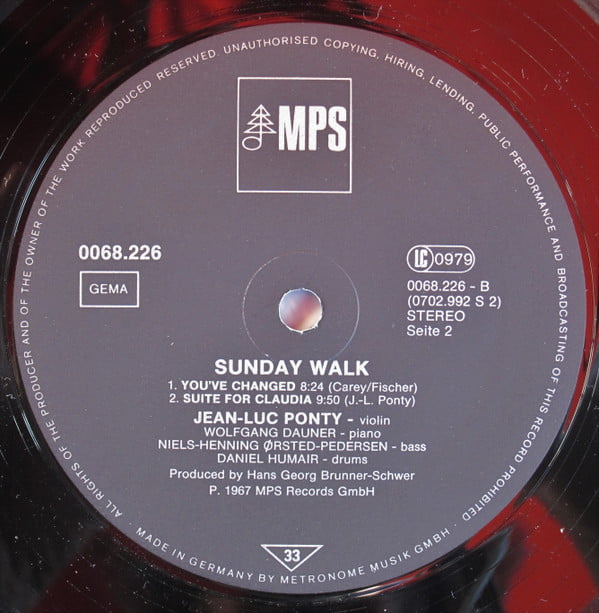 ALL RIGHTS OF THE PRODUCER AND OF THE OWNER OF THE WORK REPRODUCED RESERVED. UNAUTHORISED COPYING, HIRING, LENDING, PUBLIC PERFORMANCE AND BROADCASTING OF THIS RECORD PROHIBITED ·
MPS
0068.226
GEMA
LC 0979
0068.226 - B
(0702.992 S 2)
STEREO
Seite 2
SUNDAY WALK
1. YOU'VE CHANGED 8:24 (Carey/Fischer)
2. SUITE FOR CLAUDIA 9:50 (J.-L. Ponty)
JEAN-LUC PONTY - violin
WOLFGANG DAUNER - piano
NIELS-HENNING ØRSTED-PEDERSEN - bass
DANIEL HUMAIR - drums
Produced by Hans Georg Brunner-Schwer
P. 1967 MPS Records GmbH
33
· MADE IN GERMANY BY METRONOME MUSIK GMBH ·